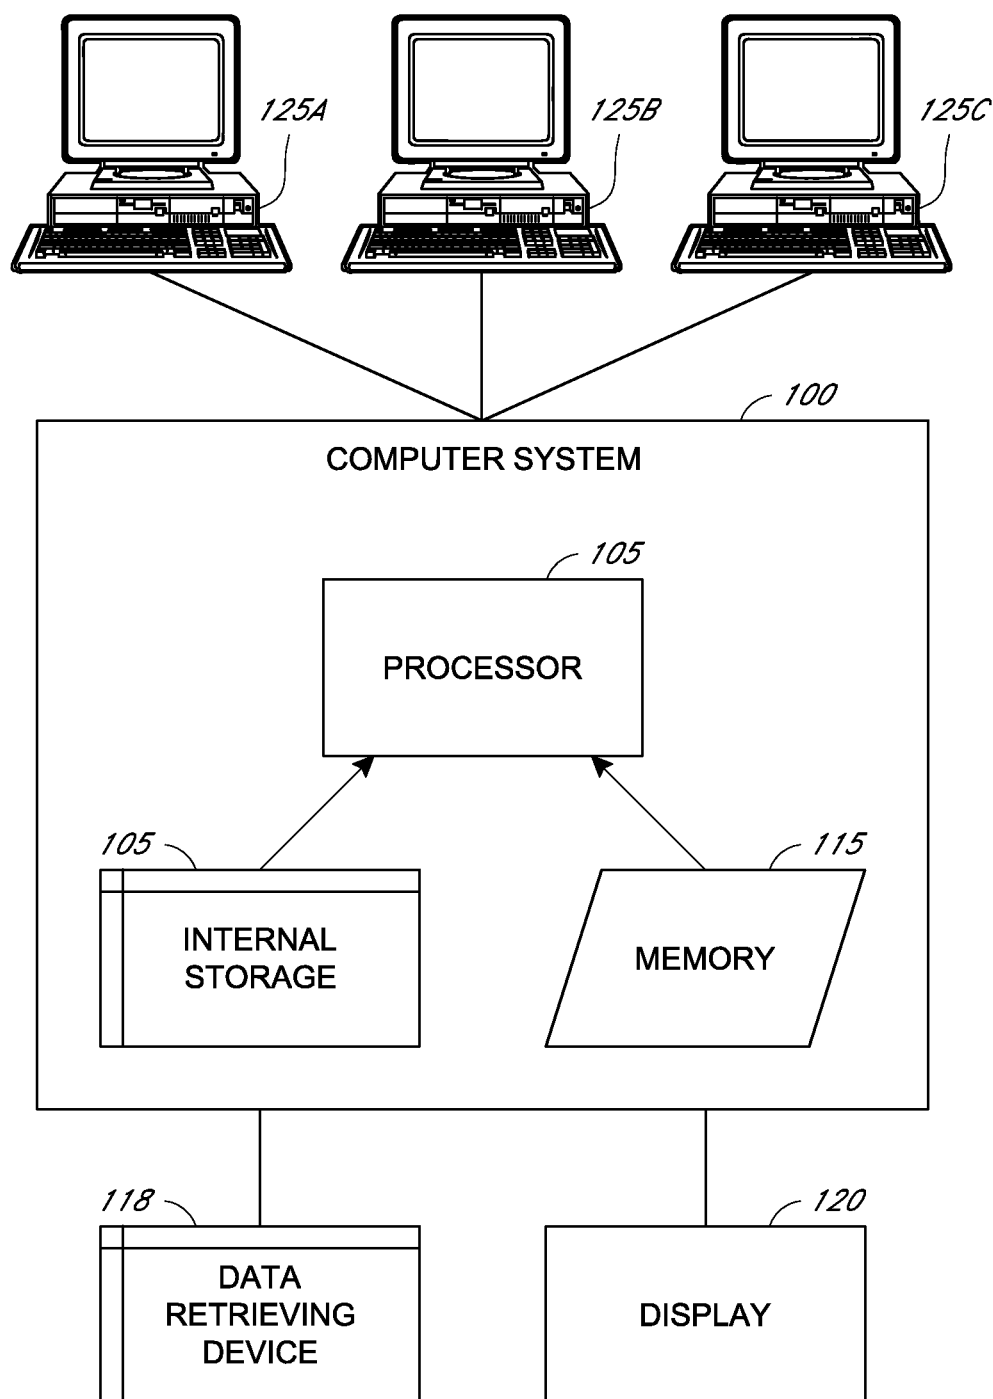 125A
125B
125C
100
COMPUTER SYSTEM
105
PROCESSOR
105
INTERNAL
STORAGE
115
MEMORY
118
DATA
RETRIEVING
DEVICE
120
DISPLAY